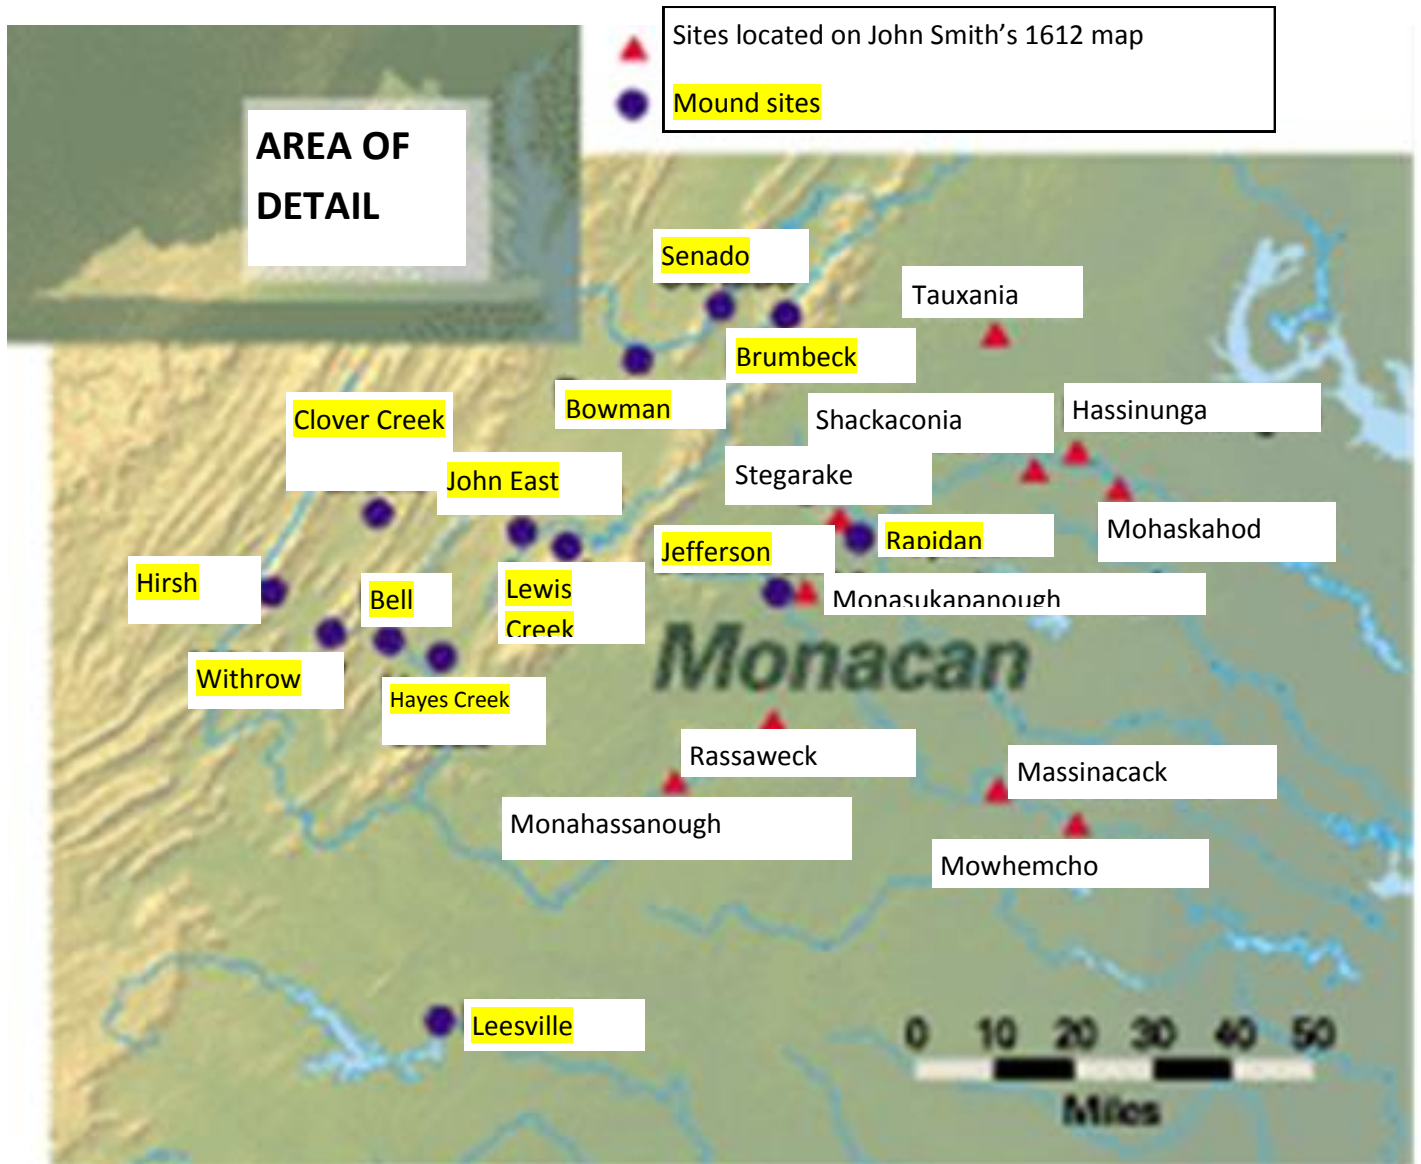 Sites located on John Smith’s 1612 map
Mound sites
AREA OF
DETAIL
Senado
Tauxania
Brumbeck
Bowman
Clover Creek
Shackaconia
Hassinunga
John East
Stegarake
Mohaskahod
Jefferson
Rapidan
Hirsh
Bell
Lewis
Creek
Monasukapanough
Monacan
Withrow
Hayes Creek
Rassaweck
Massinacack
Monahassanough
Mowhemcho
Leesville
0 10 20 30 40 50
Miles